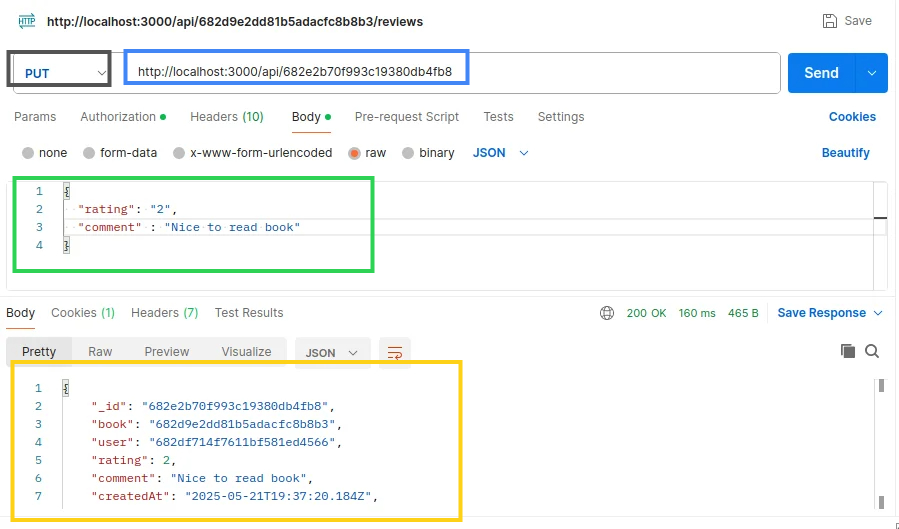 HTTP http://localhost:3000/api/682d9e2dd81b5adacfc8b8b3/reviews Save
PUT http://localhost:3000/api/682e2b70f993c19380db4fb8 Send
Params Authorization Headers (10) Body Pre-request Script Tests Settings Cookies
none form-data x-www-form-urlencoded raw binary JSON Beautify
1 {
2 "rating": "2",
3 "comment" : "Nice to read book"
4 }
Body Cookies (1) Headers (7) Test Results 200 OK 160 ms 465 B Save Response
Pretty Raw Preview Visualize JSON
1 {
2 "_id": "682e2b70f993c19380db4fb8",
3 "book": "682d9e2dd81b5adacfc8b8b3",
4 "user": "682df714f7611bf581ed4566",
5 "rating": 2,
6 "comment": "Nice to read book",
7 "createdAt": "2025-05-21T19:37:20.184Z",